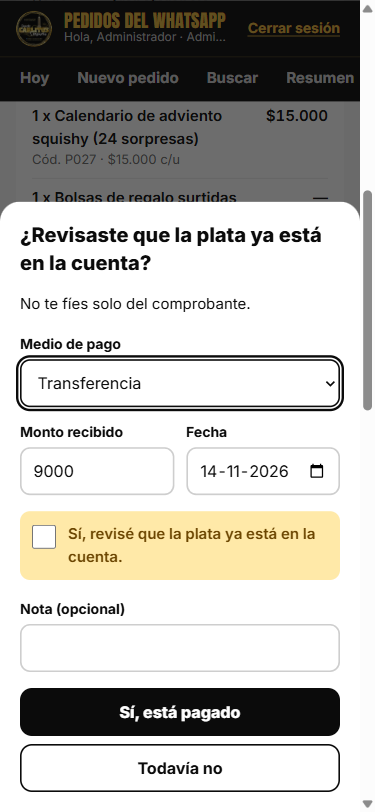 PEDIDOS DEL WHATSAPP
Hola, Administrador · Admi...
Cerrar sesión
Hoy Nuevo pedido Buscar Resumen
1 x Calendario de adviento squishy (24 sorpresas) $15.000
Cód. P027 · $15.000 c/u
1 x Bolsas de regalo surtidas —
¿Revisaste que la plata ya está
en la cuenta?
No te fíes solo del comprobante.
Medio de pago
Transferencia
Monto recibido Fecha
9000 14-11-2026
Sí, revisé que la plata ya está en la
cuenta.
Nota (opcional)
Sí, está pagado
Todavía no